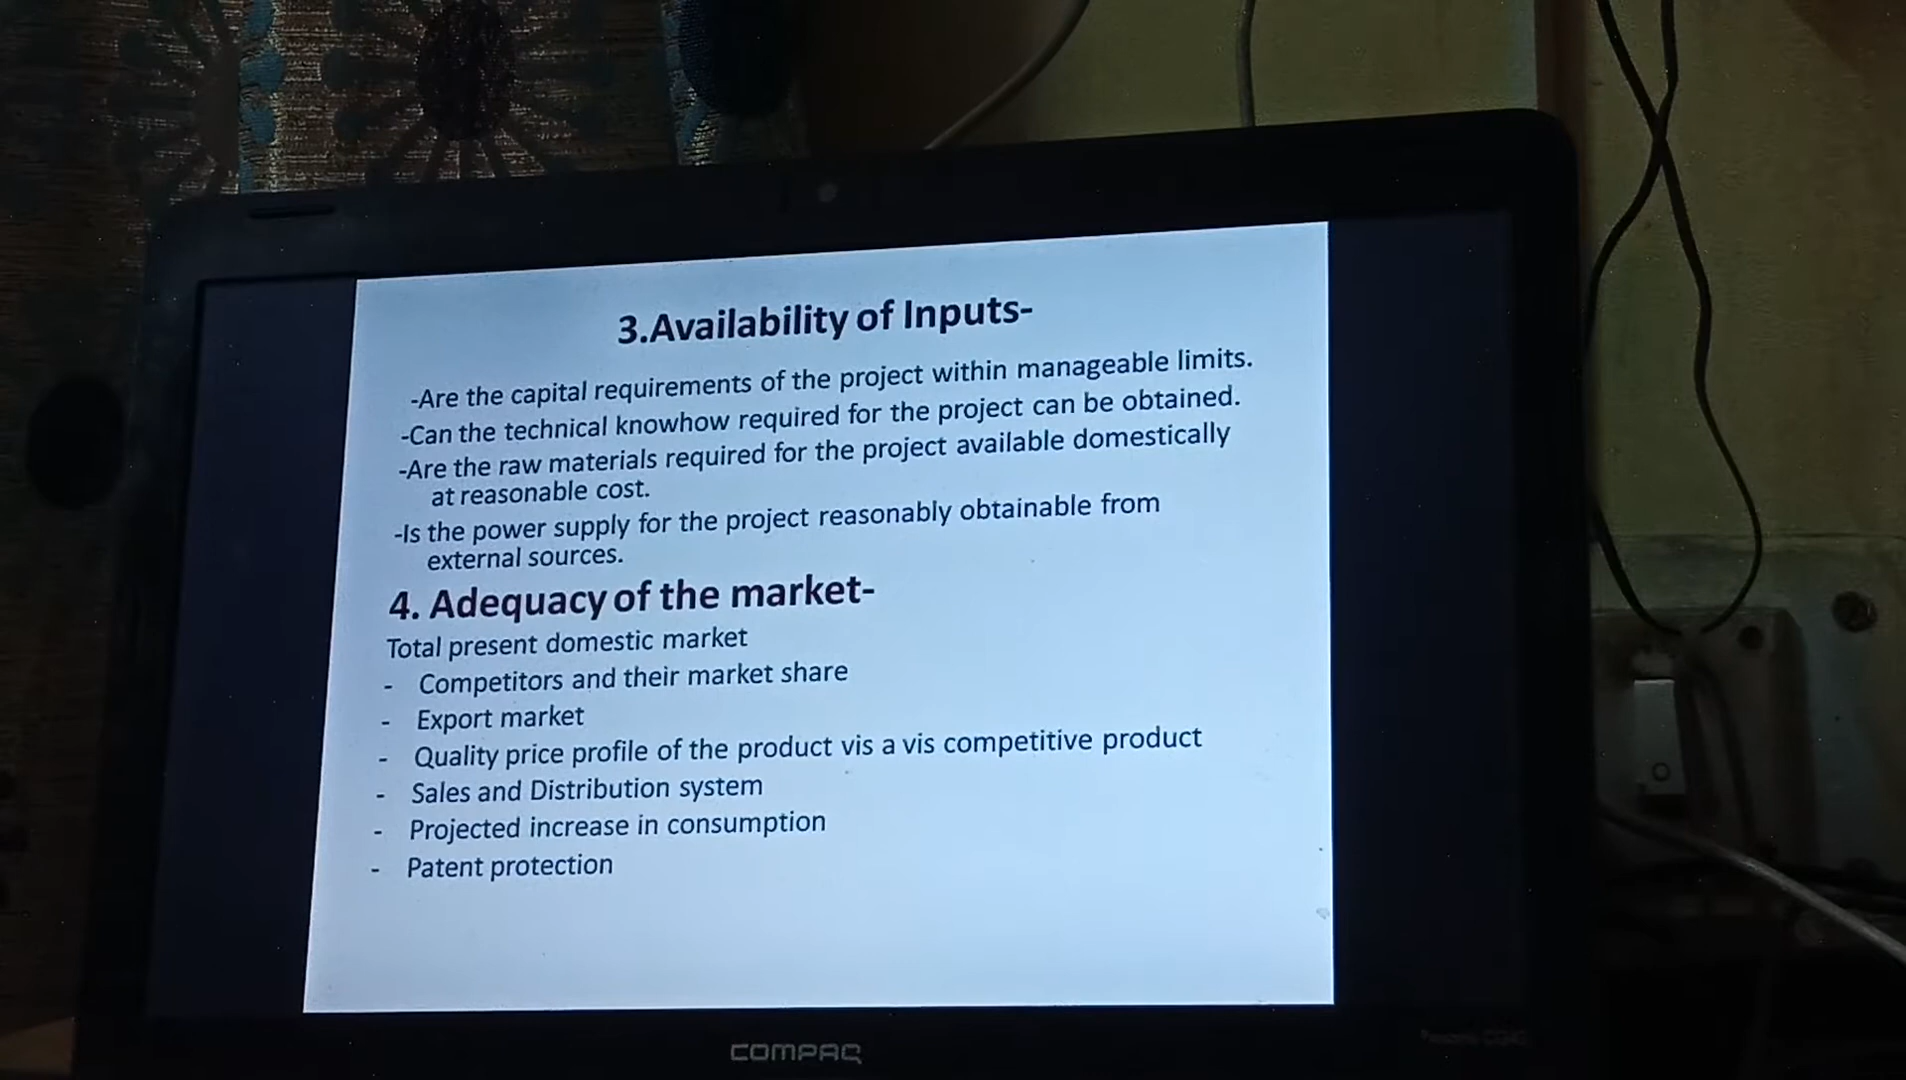 3.Availability of Inputs-
-Are the capital requirements of the project within manageable limits.
-Can the technical knowhow required for the project can be obtained.
-Are the raw materials required for the project available domestically
at reasonable cost.
-Is the power supply for the project reasonably obtainable from
external sources.
4. Adequacy of the market-
Total present domestic market
- Competitors and their market share
- Export market
- Quality price profile of the product vis a vis competitive product
- Sales and Distribution system
- Projected increase in consumption
- Patent protection
COMPAQ